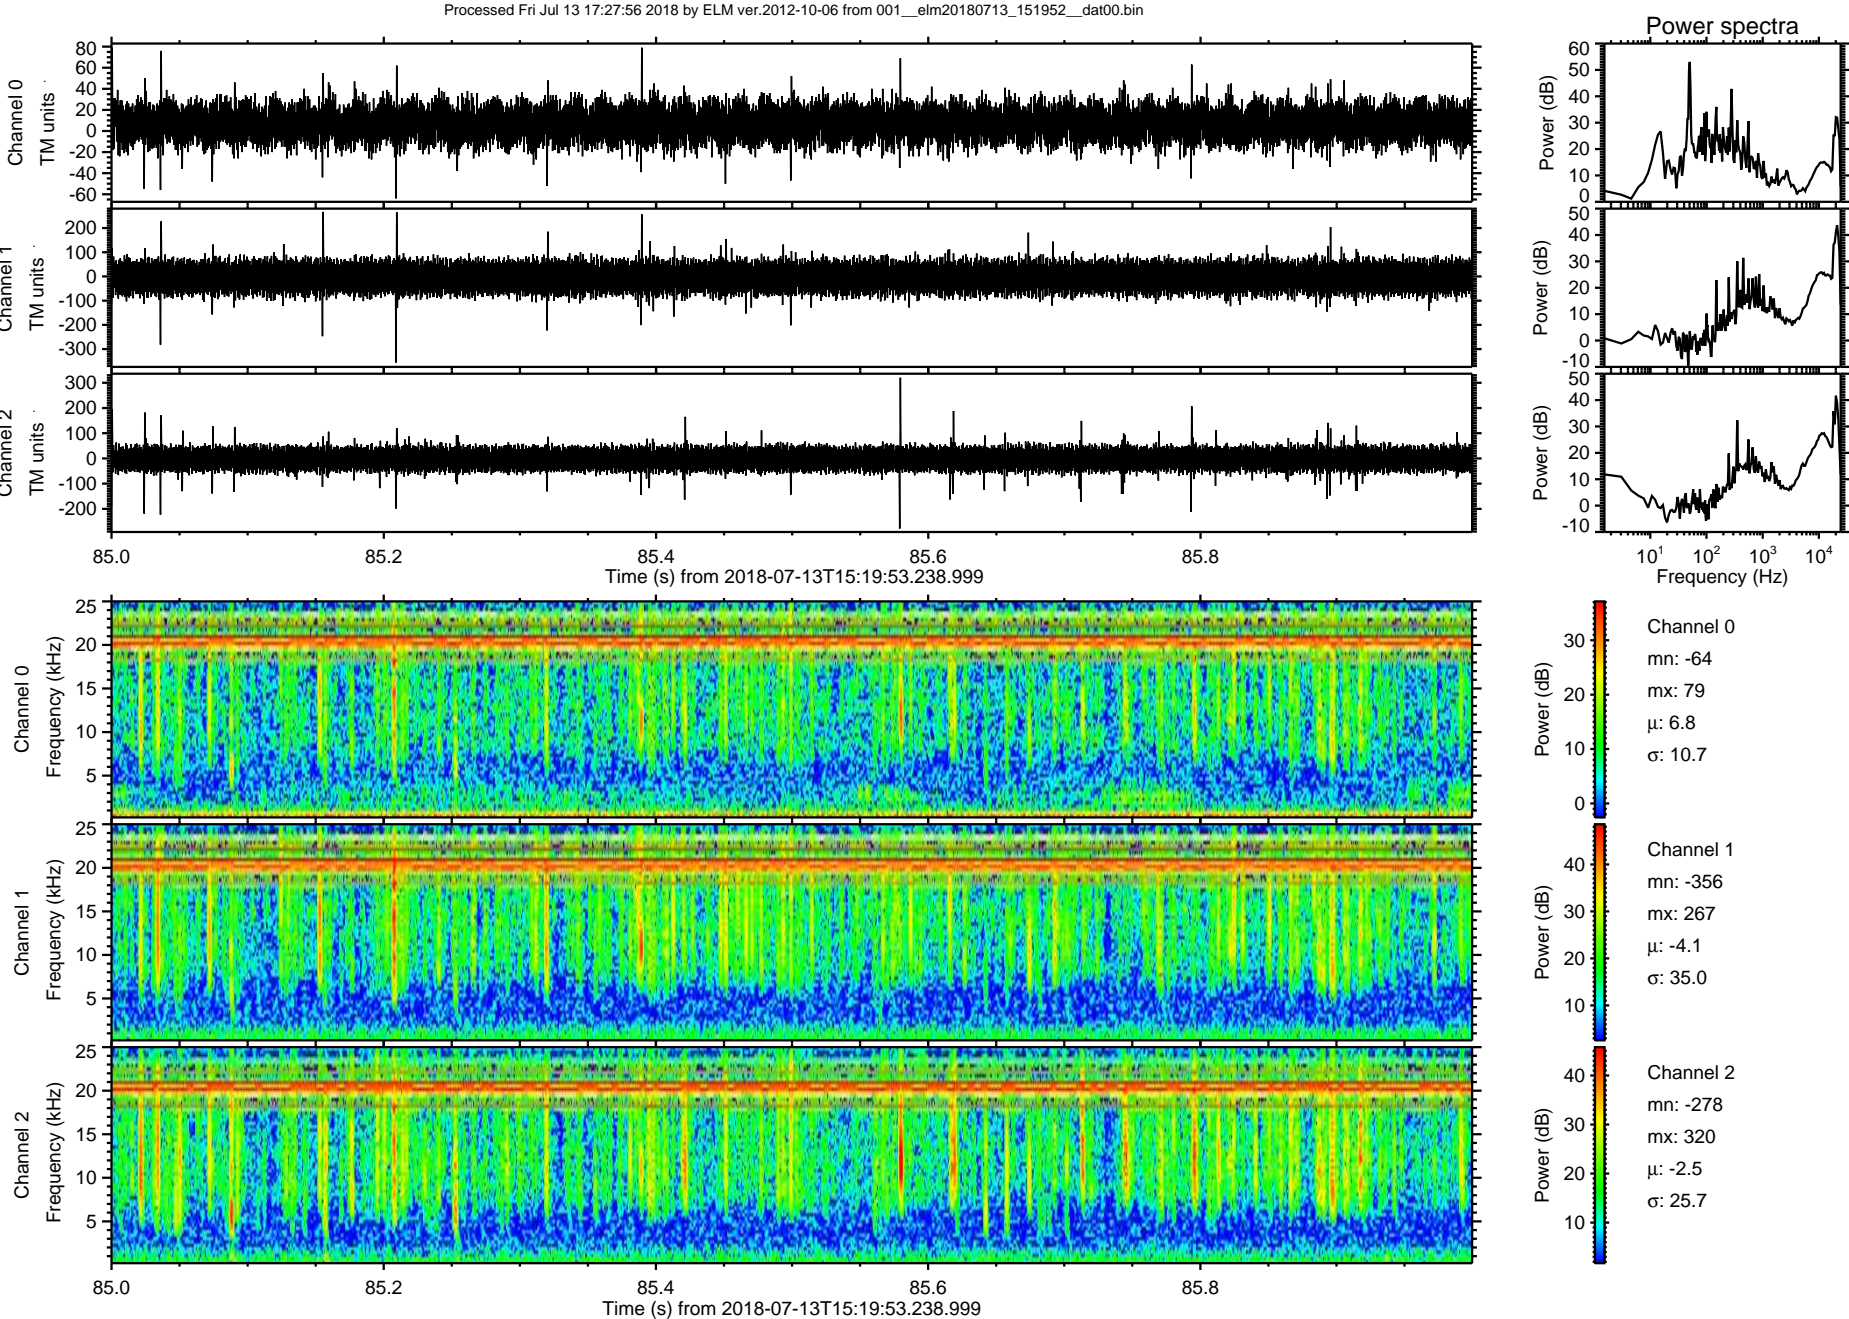 Processed Fri Jul 13 17:27:56 2018 by ELM ver.2012-10-06 from 001__elm20180713_151952__dat00.bin
Power spectra
Channel 0
TM units
80
60
40
20
0
-20
-40
-60
Power (dB)
60
50
40
30
20
10
0
Channel 1
TM units
200
100
0
-100
-200
-300
Power (dB)
50
40
30
20
10
0
-10
Channel 2
TM units
300
200
100
0
-100
-200
Power (dB)
50
40
30
20
10
0
-10
85.0 85.2 85.4 85.6 85.8
Time (s) from 2018-07-13T15:19:53.238.999
10¹ 10² 10³ 10⁴
Frequency (Hz)
Channel 0
Frequency (kHz)
25
20
15
10
5
Power (dB)
30
20
10
0
Channel 0
mn: -64
mx: 79
μ: 6.8
σ: 10.7
Channel 1
Frequency (kHz)
25
20
15
10
5
Power (dB)
40
30
20
10
Channel 1
mn: -356
mx: 267
μ: -4.1
σ: 35.0
Channel 2
Frequency (kHz)
25
20
15
10
5
Power (dB)
40
30
20
10
Channel 2
mn: -278
mx: 320
μ: -2.5
σ: 25.7
85.0 85.2 85.4 85.6 85.8
Time (s) from 2018-07-13T15:19:53.238.999